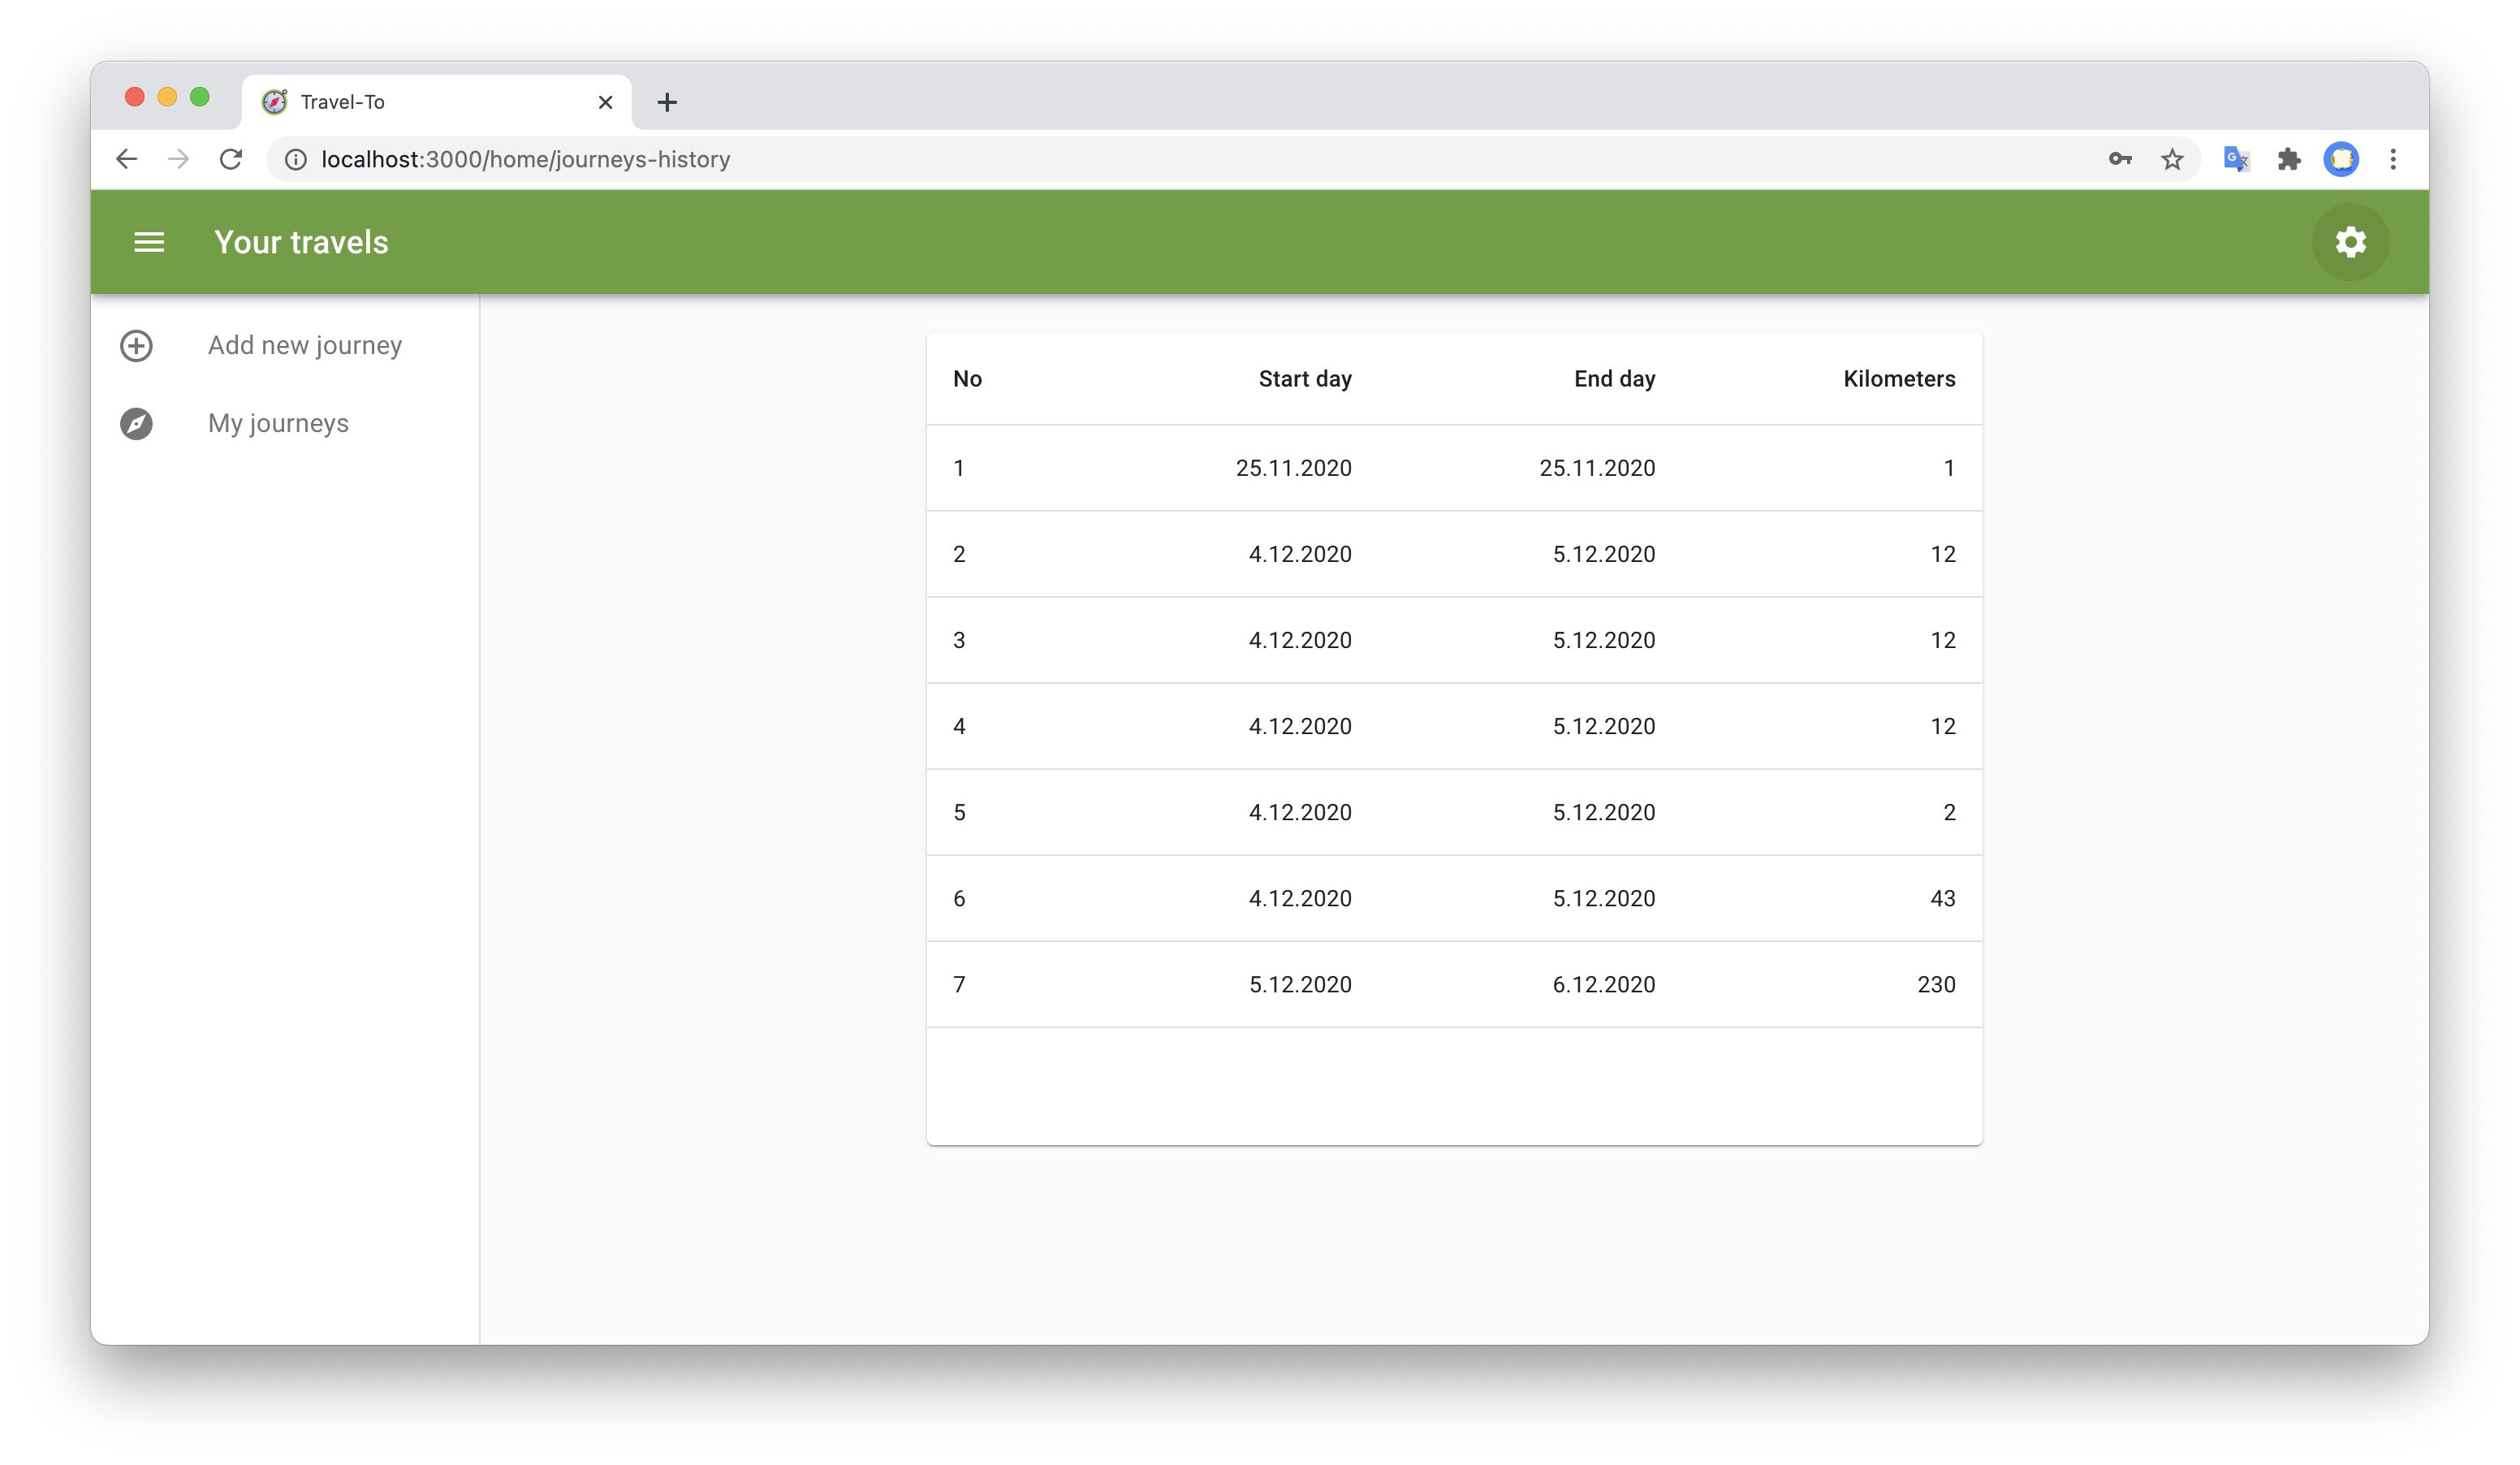 Travel-To
localhost:3000/home/journeys-history
Your travels
Add new journey
My journeys
No Start day End day Kilometers
1 25.11.2020 25.11.2020 1
2 4.12.2020 5.12.2020 12
3 4.12.2020 5.12.2020 12
4 4.12.2020 5.12.2020 12
5 4.12.2020 5.12.2020 2
6 4.12.2020 5.12.2020 43
7 5.12.2020 6.12.2020 230